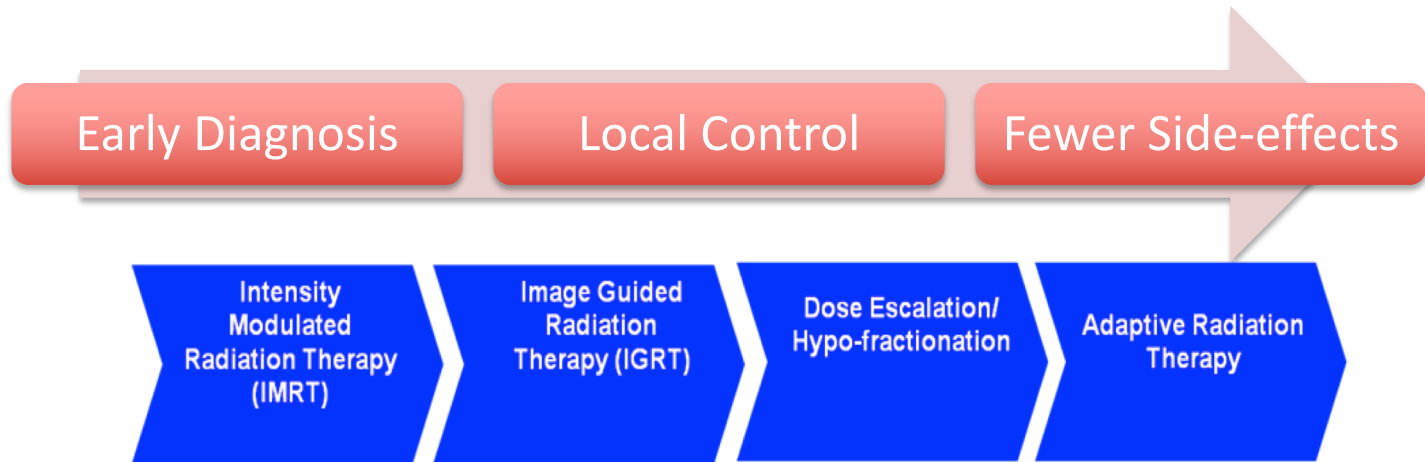 Early Diagnosis
Local Control
Fewer Side-effects
Intensity
Modulated
Radiation Therapy
(IMRT)
Image Guided
Radiation
Therapy (IGRT)
Dose Escalation/
Hypo-fractionation
Adaptive Radiation
Therapy